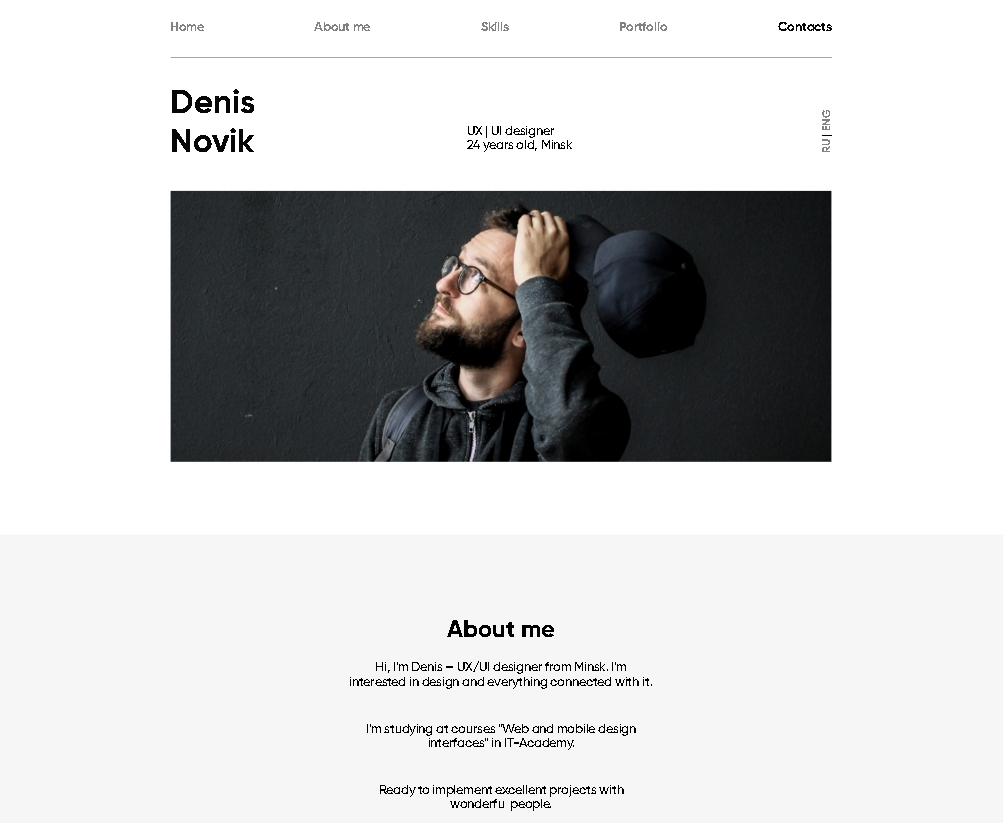 Home About me Skills Portfolio Contacts
Denis
Novik
UX | UI designer
24 years old, Minsk
RU | ENG
About me
Hi, I'm Denis – UX/UI designer from Minsk. I'm
interested in design and everything connected with it.
I'm studying at courses "Web and mobile design
interfaces" in IT-Academy.
Ready to implement excellent projects with
wonderfu people.